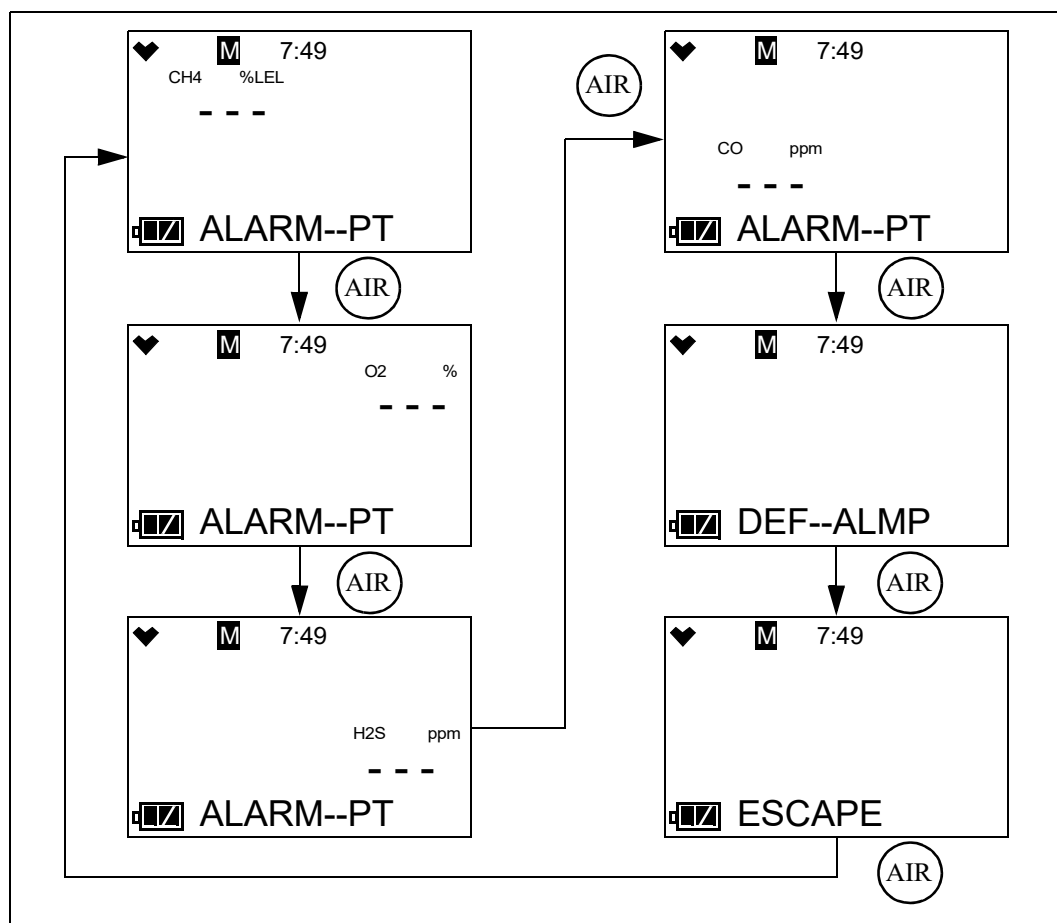 M 7:49
CH4 %LEL
- - -
ALARM--PT
AIR
M 7:49
O2 %
- - -
ALARM--PT
AIR
M 7:49
H2S ppm
- - -
ALARM--PT
AIR
M 7:49
CO ppm
- - -
ALARM--PT
AIR
M 7:49
DEF--ALMP
AIR
M 7:49
ESCAPE
AIR